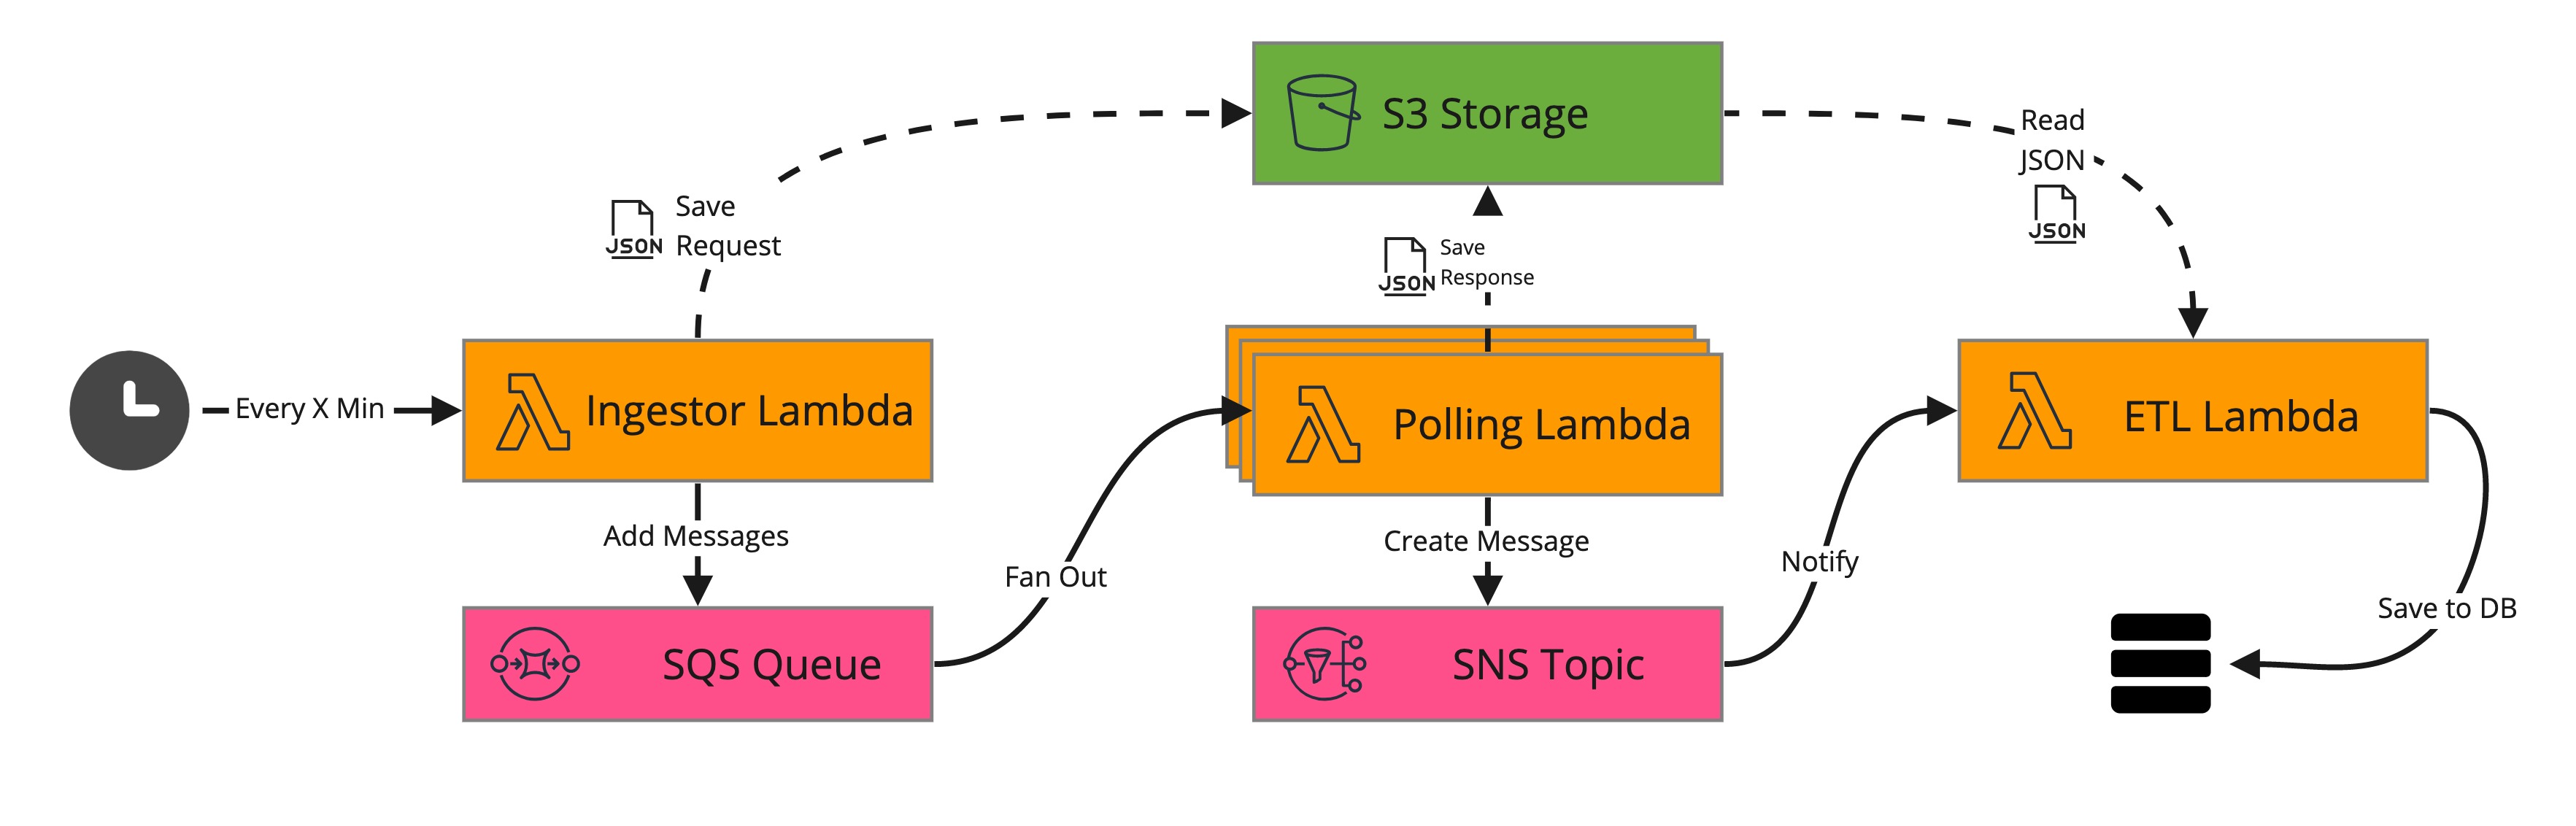 S3 Storage
Read
JSON
JSON
Save
Request
JSON
Save
Response
JSON
Every X Min
Ingestor Lambda
Polling Lambda
ETL Lambda
Add Messages
Create Message
Fan Out
Notify
Save to DB
SQS Queue
SNS Topic